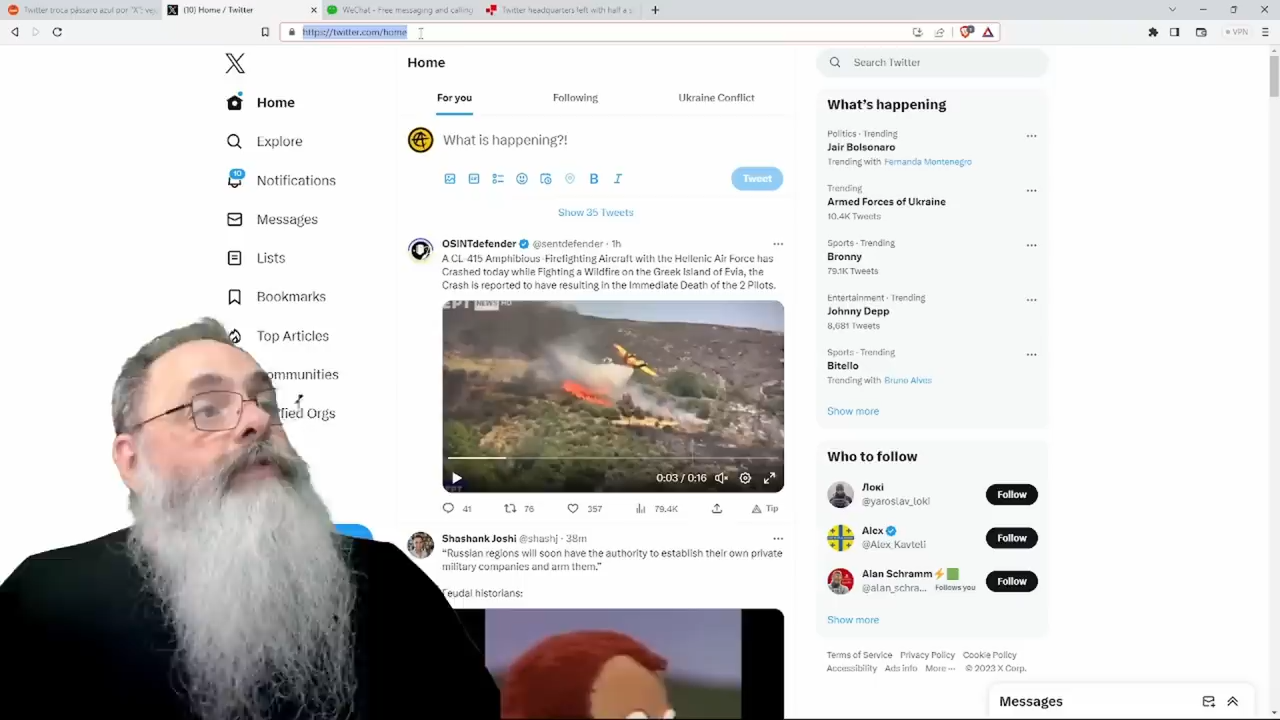 Twitter troca pássaro azul por "X"; vej
[10] Home / Twitter
WeChat - Free messaging and calling
Twitter headquarters left with half a s
https://twitter.com/home
VPN
Home
Explore
10
Notifications
Messages
Lists
Bookmarks
Top Articles
ommunities
fied Orgs
Home
For you
Following
Ukraine Conflict
What is happening?!
B I
Tweet
Show 35 Tweets
OSINTdefender @sentdefender · 1h
A CL-415 Amphibious Firefighting Aircraft with the Hellenic Air Force has
Crashed today while Fighting a Wildfire on the Greek Island of Evia, the
Crash is reported to have resulting in the Immediate Death of the 2 Pilots.
NEWS HD
0:03 / 0:16
41
76
357
79.4K
Tip
Shashank Joshi @shashj · 38m
“Russian regions will soon have the authority to establish their own private
military companies and arm them.”
Feudal historians:
Search Twitter
What’s happening
Politics · Trending
Jair Bolsonaro
Trending with Fernanda Montenegro
Trending
Armed Forces of Ukraine
10.4K Tweets
Sports · Trending
Bronny
79.1K Tweets
Entertainment · Trending
Johnny Depp
8,681 Tweets
Sports · Trending
Bitello
Trending with Bruno Alves
Show more
Who to follow
Локі
@yaroslav_loki
Follow
Alex
@Alex_Kavteli
Follow
Alan Schramm
@alan_schra... Follows you
Follow
Show more
Terms of Service Privacy Policy Cookie Policy
Accessibility Ads info More ··· © 2023 X Corp.
Messages